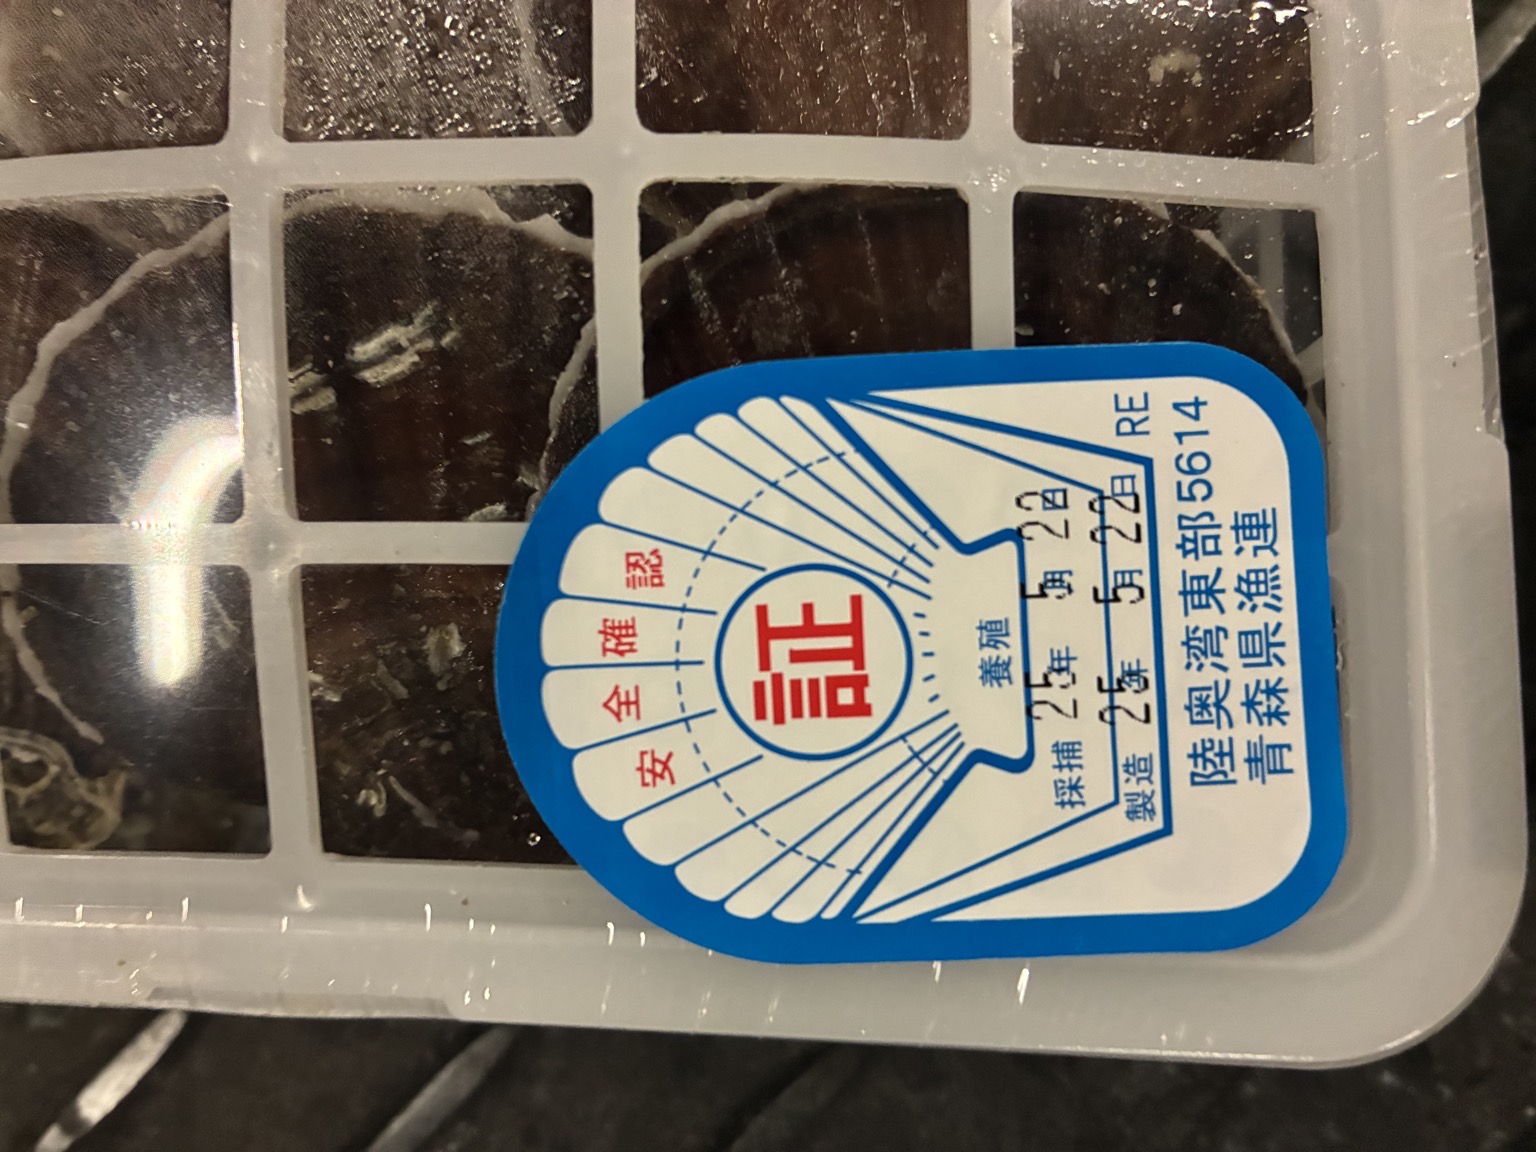 安全確認
証
養殖
採捕 25年 5月 22日
製造 25年 5月 22日 RE
陸奥湾東部5614
青森県漁連